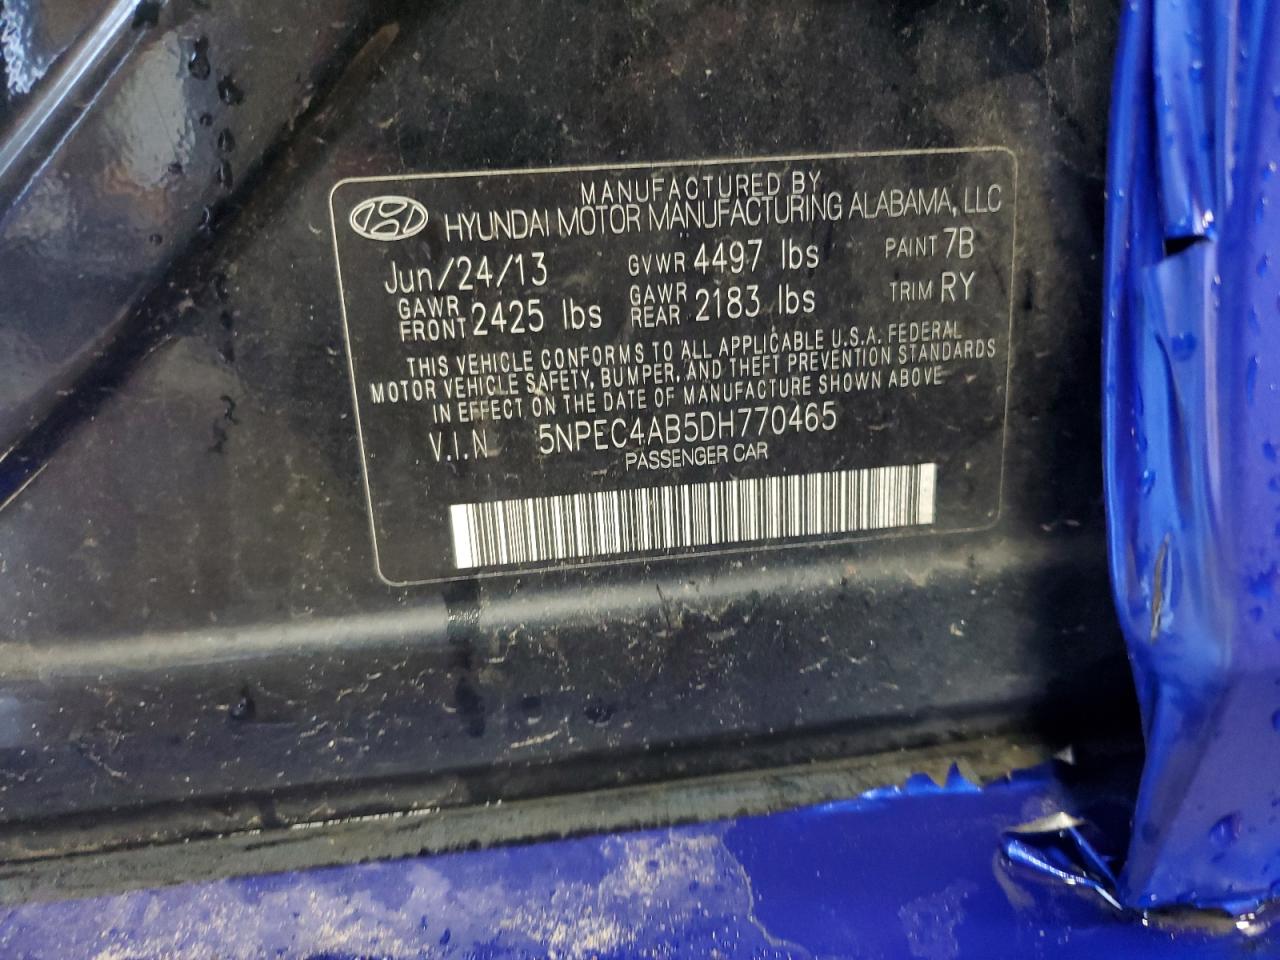 MANUFACTURED BY
HYUNDAI MOTOR MANUFACTURING ALABAMA, LLC
Jun/24/13 GVWR 4497 lbs PAINT 7B
GAWR FRONT 2425 lbs GAWR REAR 2183 lbs TRIM RY
THIS VEHICLE CONFORMS TO ALL APPLICABLE U.S.A. FEDERAL
MOTOR VEHICLE SAFETY, BUMPER, AND THEFT PREVENTION STANDARDS
IN EFFECT ON THE DATE OF MANUFACTURE SHOWN ABOVE
V.I.N 5NPEC4AB5DH770465
PASSENGER CAR